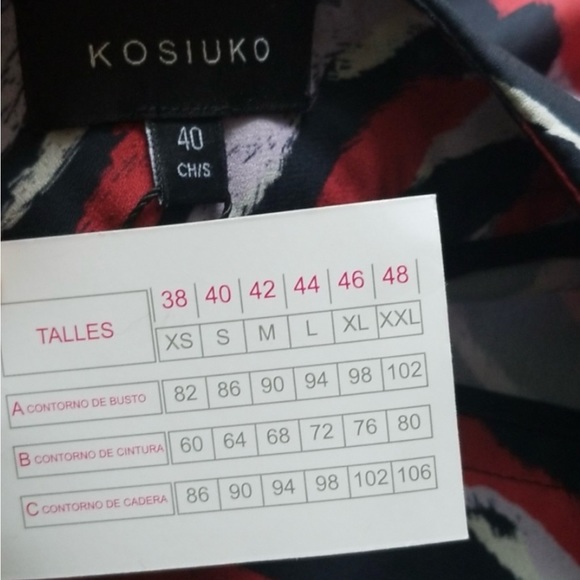 KOSIUKO
40
CH/S
TALLES 38 40 42 44 46 48
XS S M L XL XXL
A CONTORNO DE BUSTO 82 86 90 94 98 102
B CONTORNO DE CINTURA 60 64 68 72 76 80
C CONTORNO DE CADERA 86 90 94 98 102 106